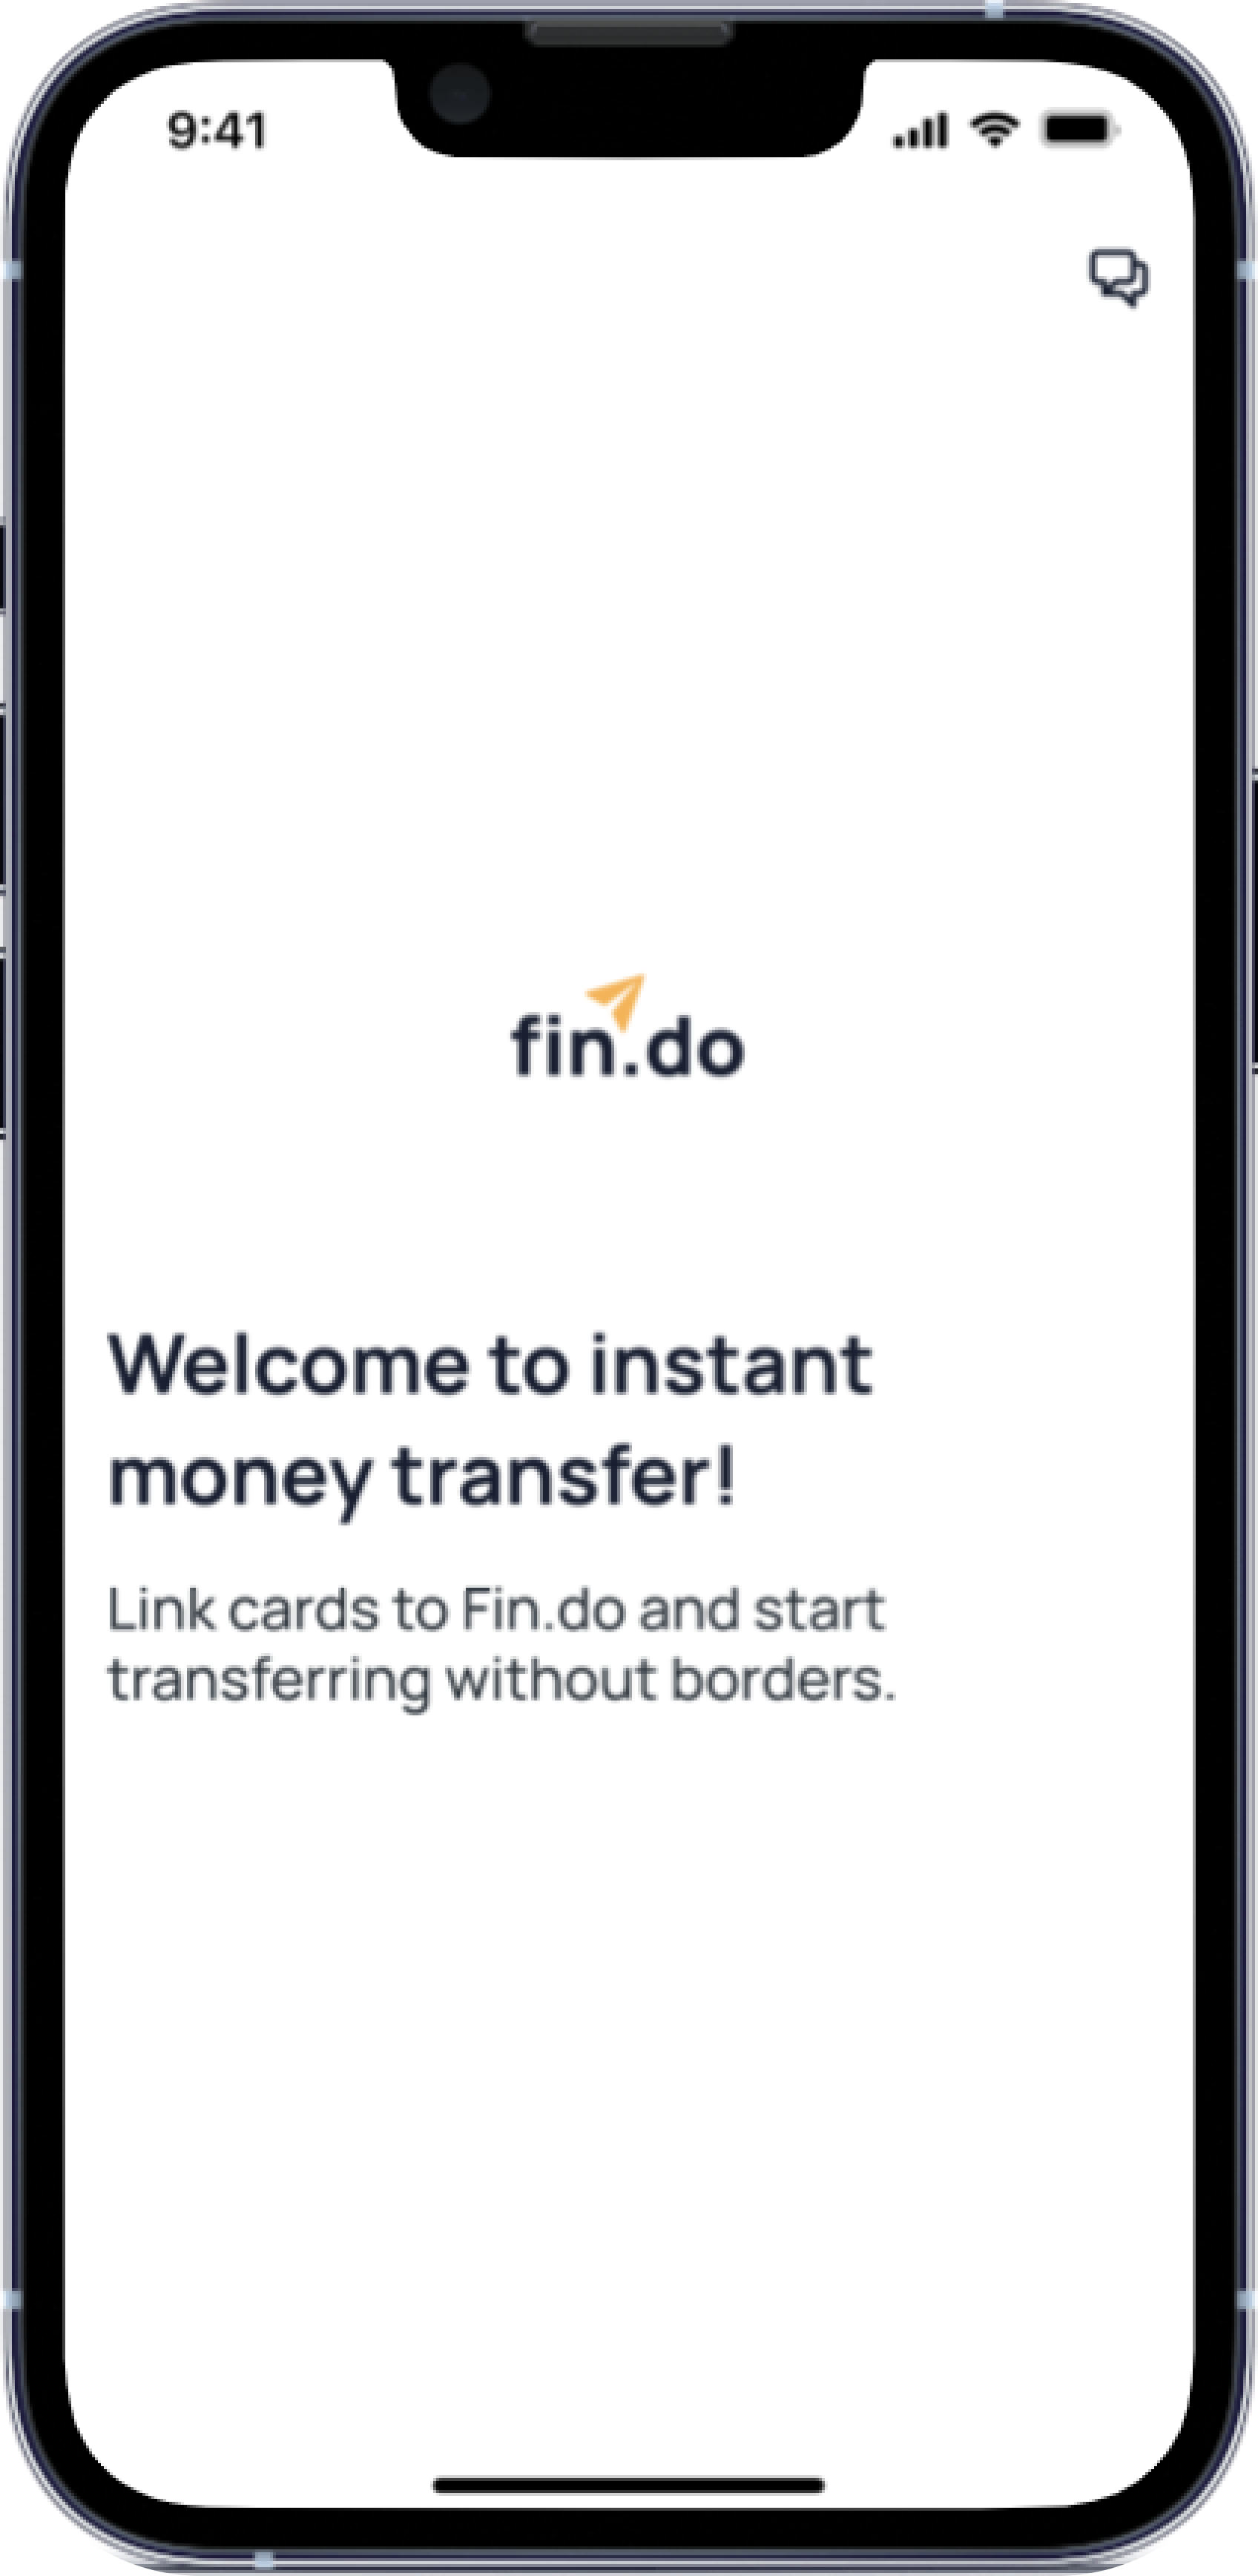 9:41
fin.do
Welcome to instant
money transfer!
Link cards to Fin.do and start
transferring without borders.